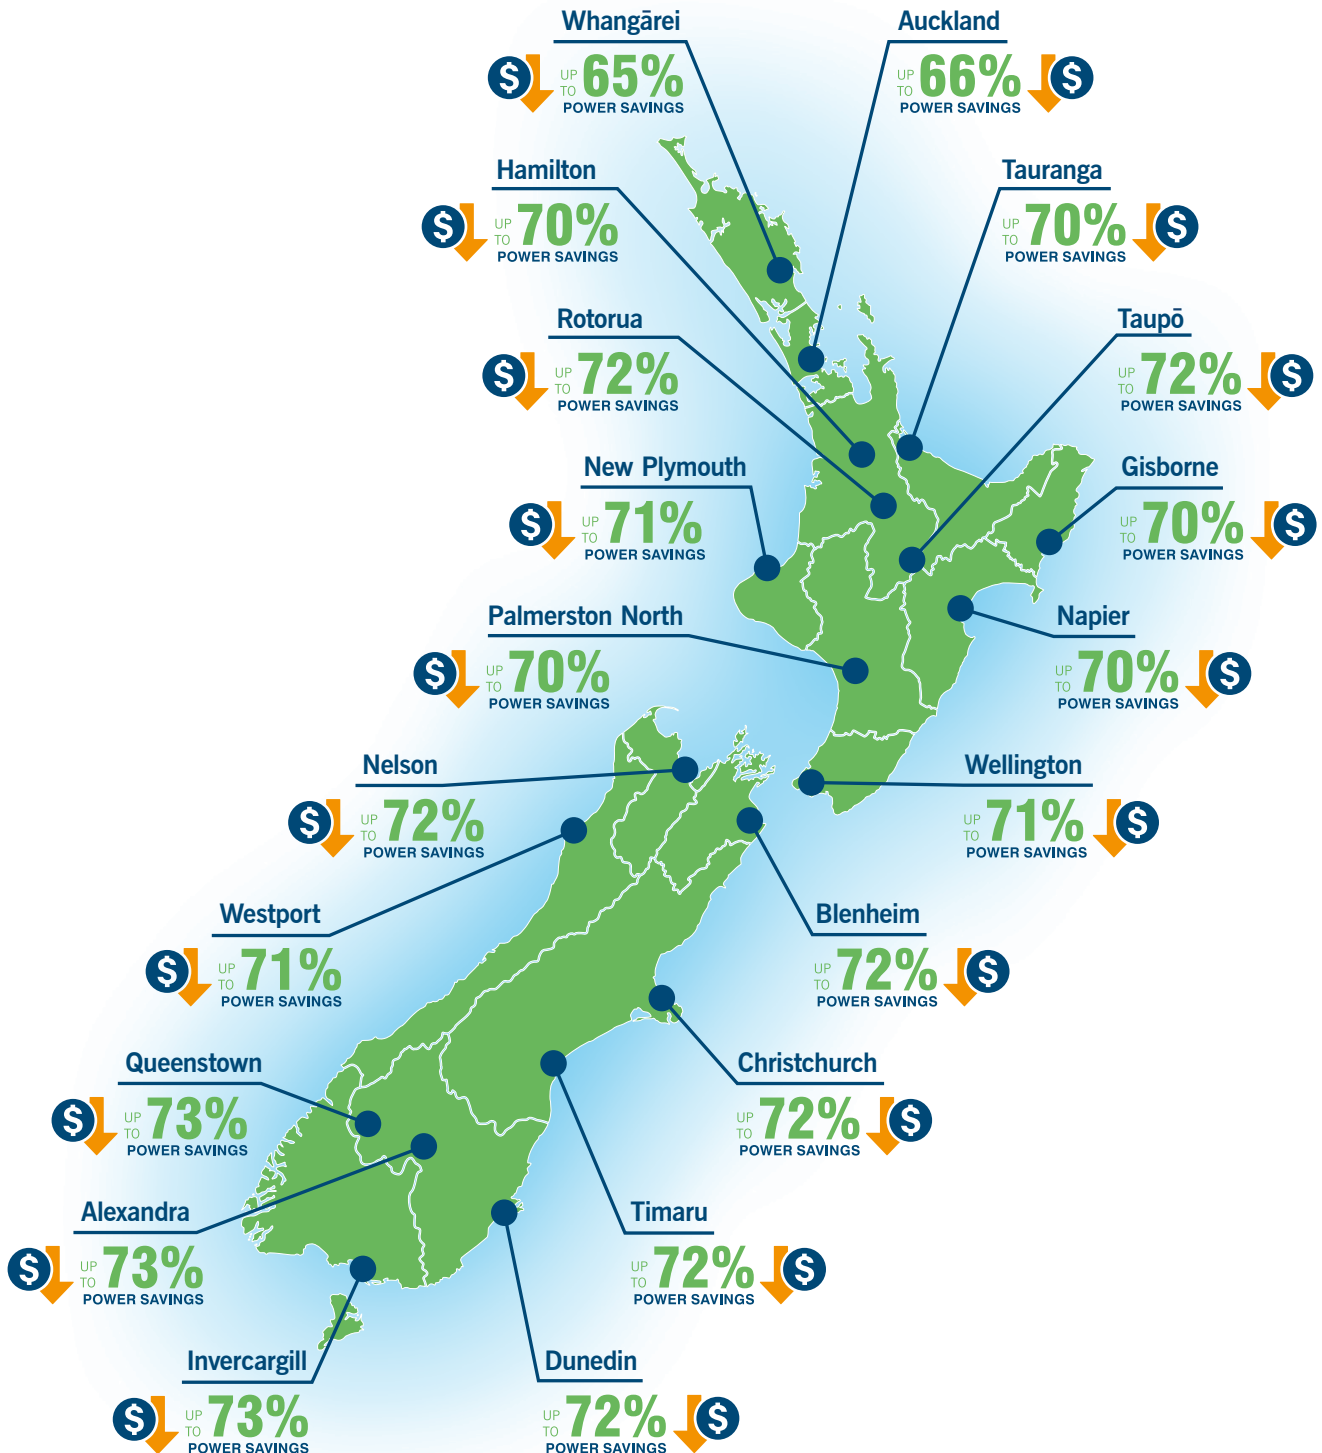 Whangārei
$ UP TO 65%
POWER SAVINGS
Auckland
UP TO 66% $
POWER SAVINGS
Hamilton
$ UP TO 70%
POWER SAVINGS
Tauranga
UP TO 70% $
POWER SAVINGS
Rotorua
$ UP TO 72%
POWER SAVINGS
Taupō
UP TO 72% $
POWER SAVINGS
New Plymouth
$ UP TO 71%
POWER SAVINGS
Gisborne
UP TO 70% $
POWER SAVINGS
Palmerston North
$ UP TO 70%
POWER SAVINGS
Napier
UP TO 70% $
POWER SAVINGS
Nelson
$ UP TO 72%
POWER SAVINGS
Wellington
UP TO 71% $
POWER SAVINGS
Westport
$ UP TO 71%
POWER SAVINGS
Blenheim
UP TO 72% $
POWER SAVINGS
Queenstown
$ UP TO 73%
POWER SAVINGS
Christchurch
UP TO 72% $
POWER SAVINGS
Alexandra
$ UP TO 73%
POWER SAVINGS
Timaru
UP TO 72% $
POWER SAVINGS
Invercargill
$ UP TO 73%
POWER SAVINGS
Dunedin
UP TO 72% $
POWER SAVINGS